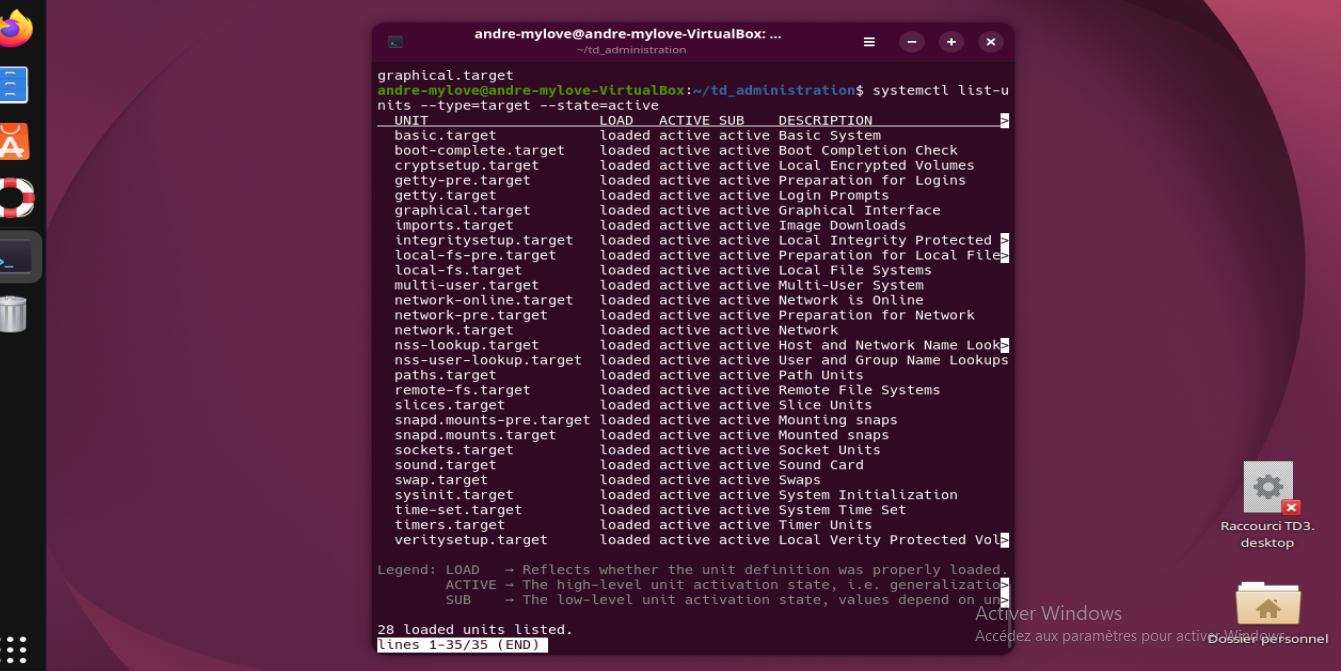 andre-mylove@andre-mylove-VirtualBox: ...
~/td_administration
graphical.target
andre-mylove@andre-mylove-VirtualBox:~/td_administration$ systemctl list-u
nits --type=target --state=active
UNIT LOAD ACTIVE SUB DESCRIPTION >
basic.target loaded active active Basic System
boot-complete.target loaded active active Boot Completion Check
cryptsetup.target loaded active active Local Encrypted Volumes
getty-pre.target loaded active active Preparation for Logins
getty.target loaded active active Login Prompts
graphical.target loaded active active Graphical Interface
imports.target loaded active active Image Downloads
integritysetup.target loaded active active Local Integrity Protected >
local-fs-pre.target loaded active active Preparation for Local File>
local-fs.target loaded active active Local File Systems
multi-user.target loaded active active Multi-User System
network-online.target loaded active active Network is Online
network-pre.target loaded active active Preparation for Network
network.target loaded active active Network
nss-lookup.target loaded active active Host and Network Name Look>
nss-user-lookup.target loaded active active User and Group Name Lookups
paths.target loaded active active Path Units
remote-fs.target loaded active active Remote File Systems
slices.target loaded active active Slice Units
snapd.mounts-pre.target loaded active active Mounting snaps
snapd.mounts.target loaded active active Mounted snaps
sockets.target loaded active active Socket Units
sound.target loaded active active Sound Card
swap.target loaded active active Swaps
sysinit.target loaded active active System Initialization
time-set.target loaded active active System Time Set
timers.target loaded active active Timer Units
veritysetup.target loaded active active Local Verity Protected Vol>
Legend: LOAD → Reflects whether the unit definition was properly loaded.
ACTIVE → The high-level unit activation state, i.e. generalizatio>
SUB → The low-level unit activation state, values depend on un>
28 loaded units listed.
lines 1-35/35 (END)
Raccourci TD3.
desktop
Activer Windows
Accédez aux paramètres pour activer Windows.
Dossier personnel